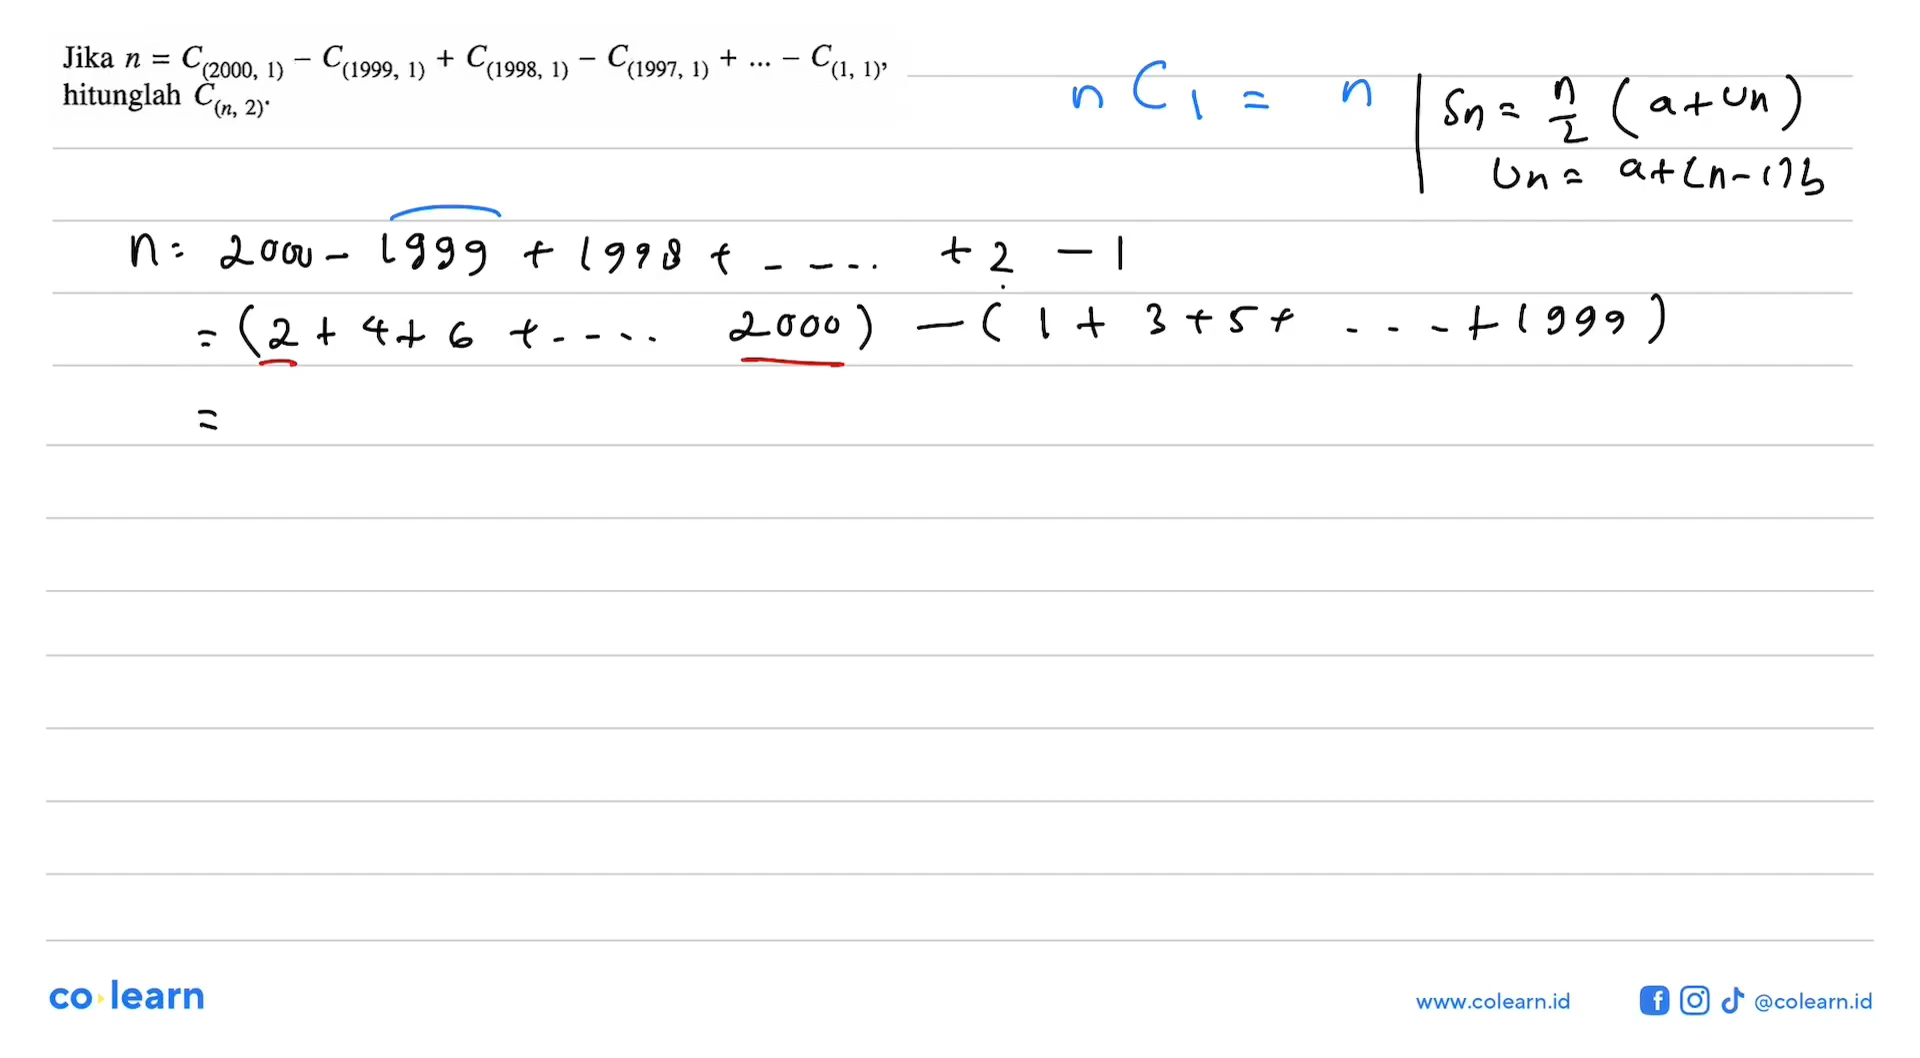 Jika n = C(2000, 1) − C(1999, 1) + C(1998, 1) − C(1997, 1) + ... − C(1, 1),
hitunglah C(n, 2).
n C 1 = n
Sn = n/2 (a + Un)
Un = a + (n - 1) b
n = 2000 - 1999 + 1998 + ----. + 2 - 1
= (2 + 4 + 6 + ---.. 2000) - (1 + 3 + 5 + --- + 1999)
=
co learn
www.colearn.id
@colearn.id